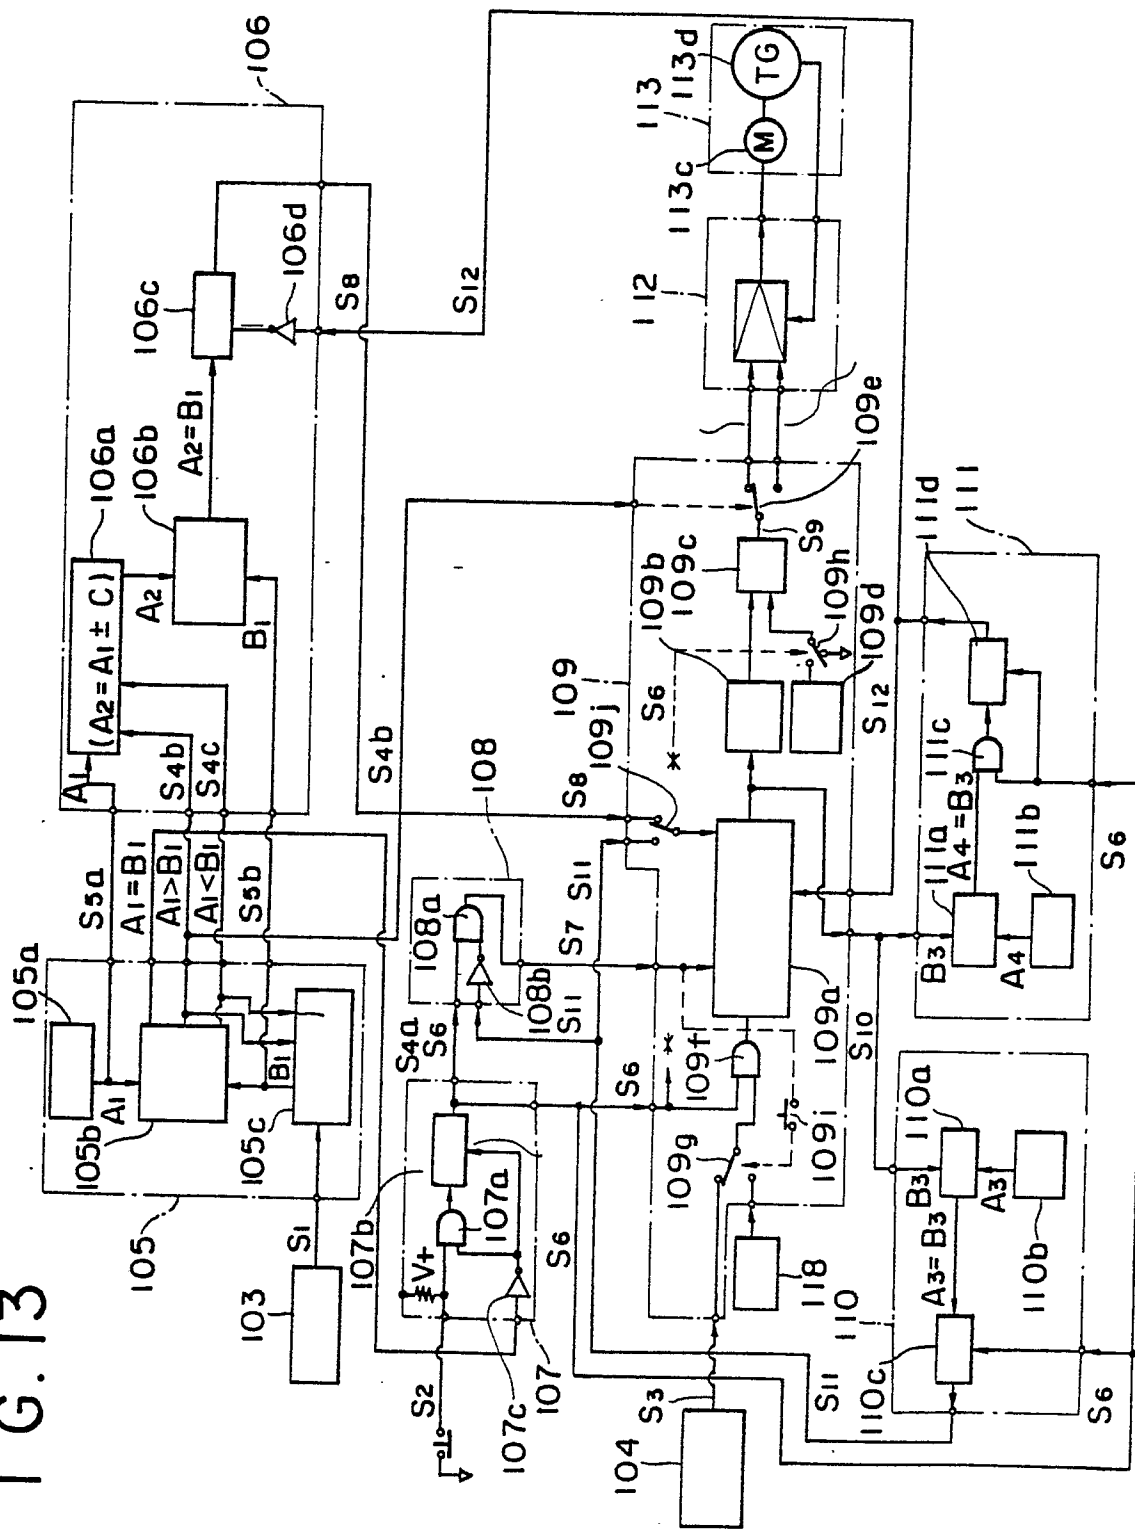 FIG. 13
103
S1
105
105a
105b
105c
A1
B1
S5a
A1=B1
A1>B1
A1<B1
S5b
106
106a
A1
(A2=A1±C)
S4b
S4c
A2
B1
106b
A2=B1
106c
106d
S8
S12
S4b
S2
107c
107
107b
V+
107a
S4a
S6
108a
108b
108
S11
S7
S11
S6
S6
104
S3
118
109g
109i
109f
109a
109
109j
S8
S6
109b
109c
109h
109d
S9
109e
S12
S10
112
113c
113
113d
M
TG
S11
110
110c
A3=B3
B3
110a
A3
110b
S6
B3
111a
A4=B3
A4
111b
111c
111d
111
S6